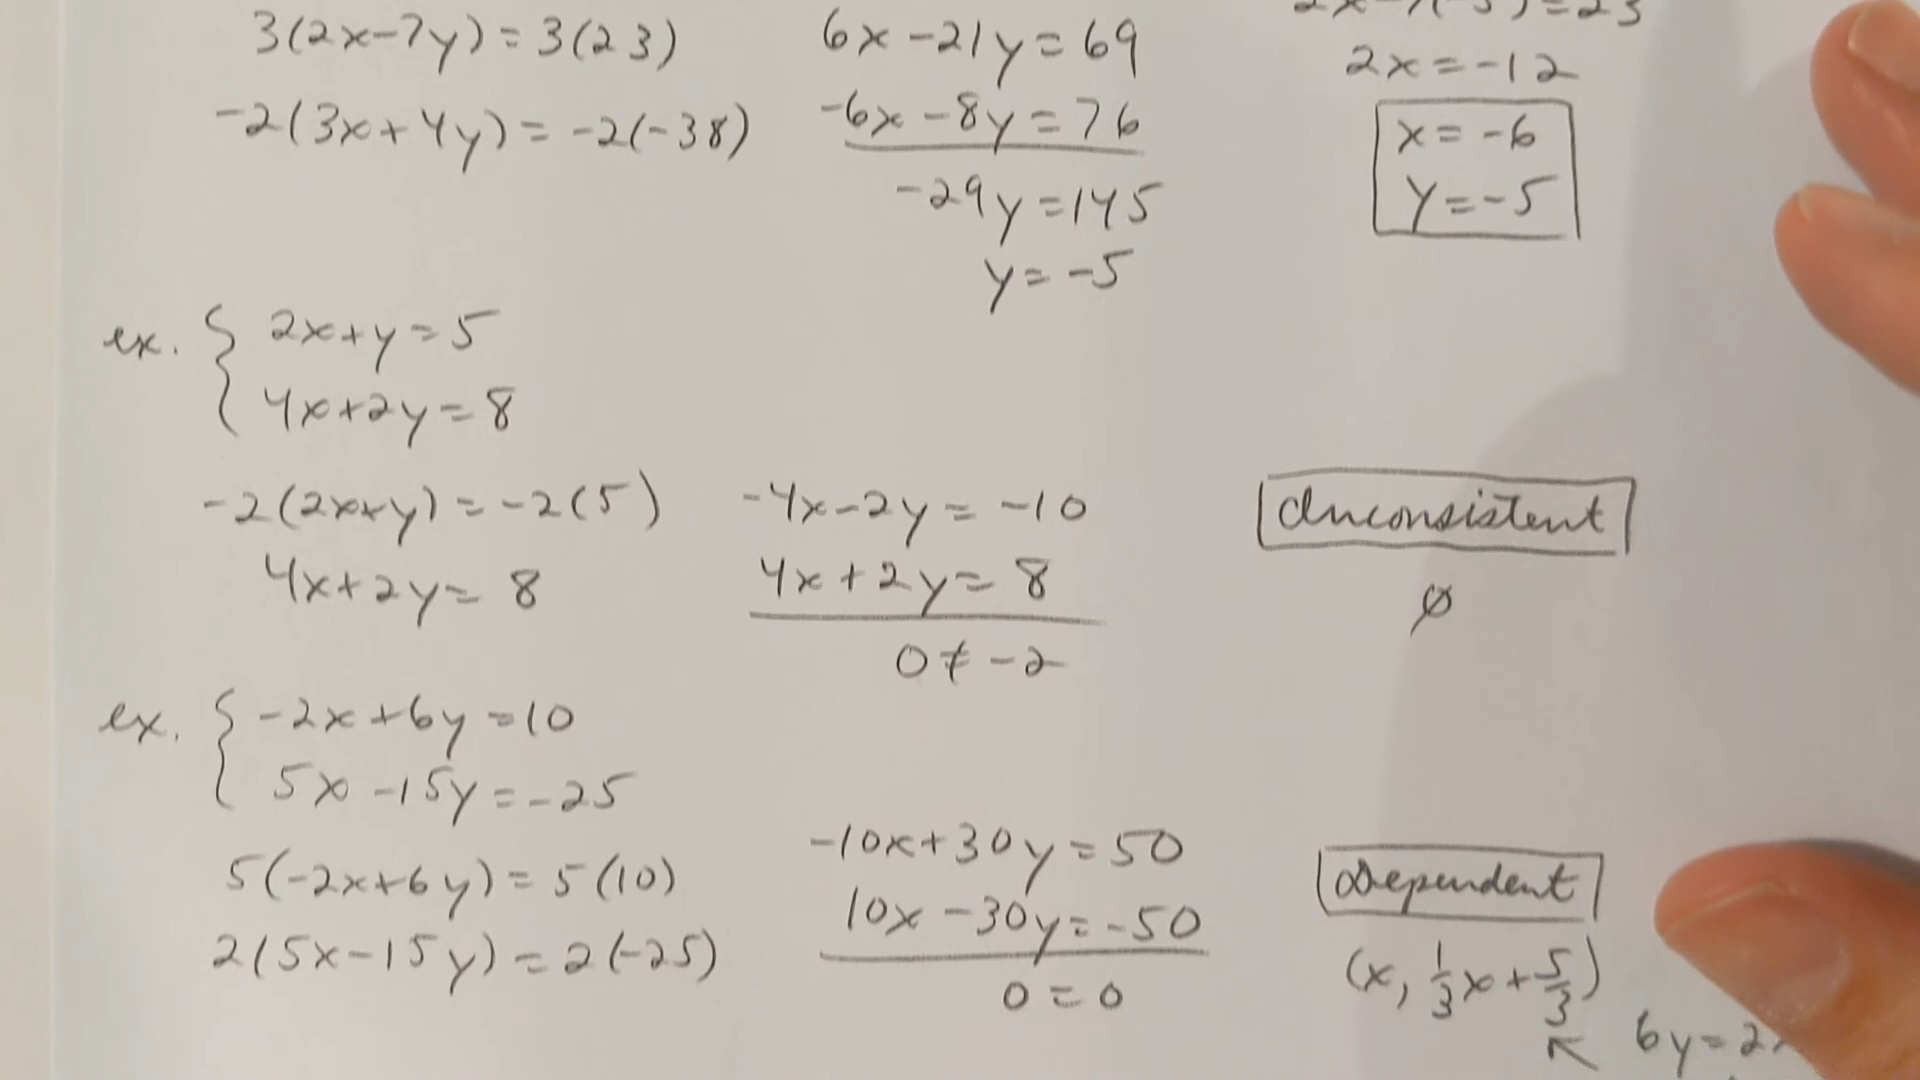 3(2x-7y)=3(23)
-2(3x+4y)=-2(-38)
6x-21y=69
-6x-8y=76
-29y=145
y=-5
2x=-12
x=-6
y=-5
ex. { 2x+y=5
4x+2y=8
-2(2x+y)=-2(5)
4x+2y=8
-4x-2y=-10
4x+2y=8
0≠-2
Inconsistent
∅
ex. { -2x+6y=10
5x-15y=-25
5(-2x+6y)=5(10)
2(5x-15y)=2(-25)
-10x+30y=50
10x-30y=-50
0=0
Dependent
(x, 1/3x+5/3)
↖ 6y=2